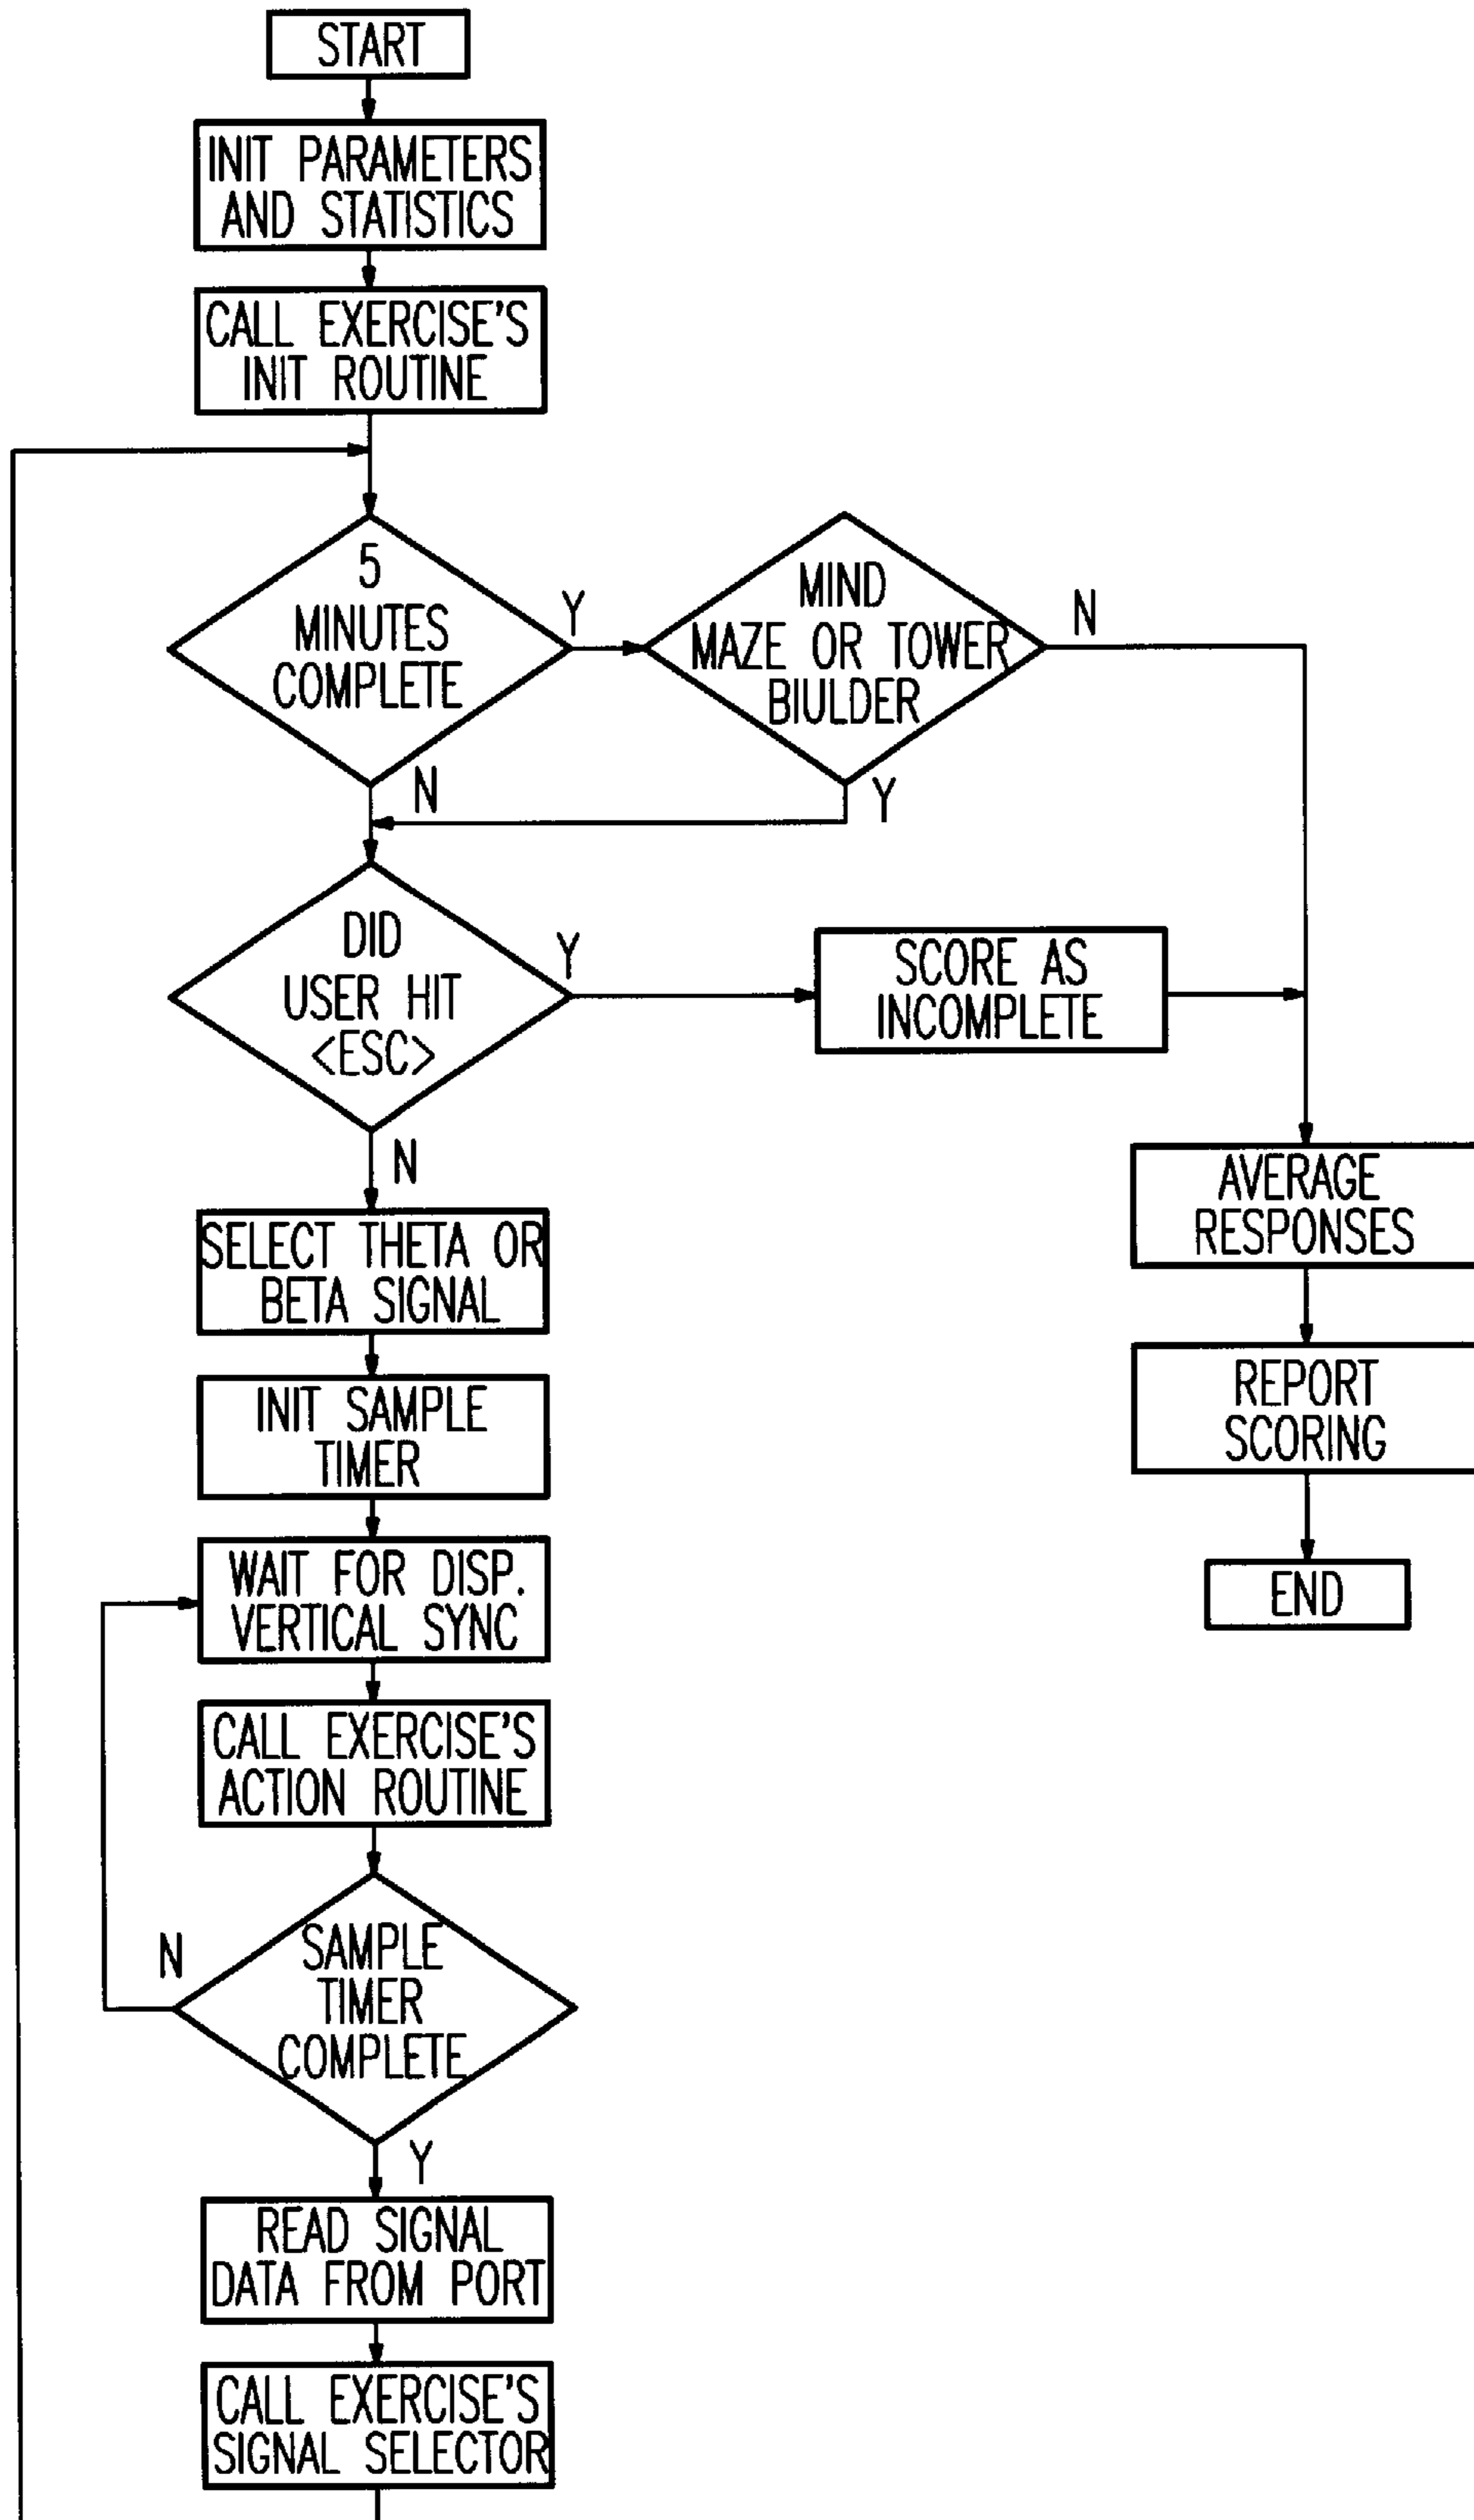 START
INIT PARAMETERS
AND STATISTICS
CALL EXERCISE'S
INIT ROUTINE
5
MINUTES
COMPLETE
Y
N
MIND
MAZE OR TOWER
BIULDER
N
Y
DID
USER HIT
<ESC>
Y
N
SCORE AS
INCOMPLETE
AVERAGE
RESPONSES
REPORT
SCORING
END
SELECT THETA OR
BETA SIGNAL
INIT SAMPLE
TIMER
WAIT FOR DISP.
VERTICAL SYNC
CALL EXERCISE'S
ACTION ROUTINE
SAMPLE
TIMER
COMPLETE
N
Y
READ SIGNAL
DATA FROM PORT
CALL EXERCISE'S
SIGNAL SELECTOR